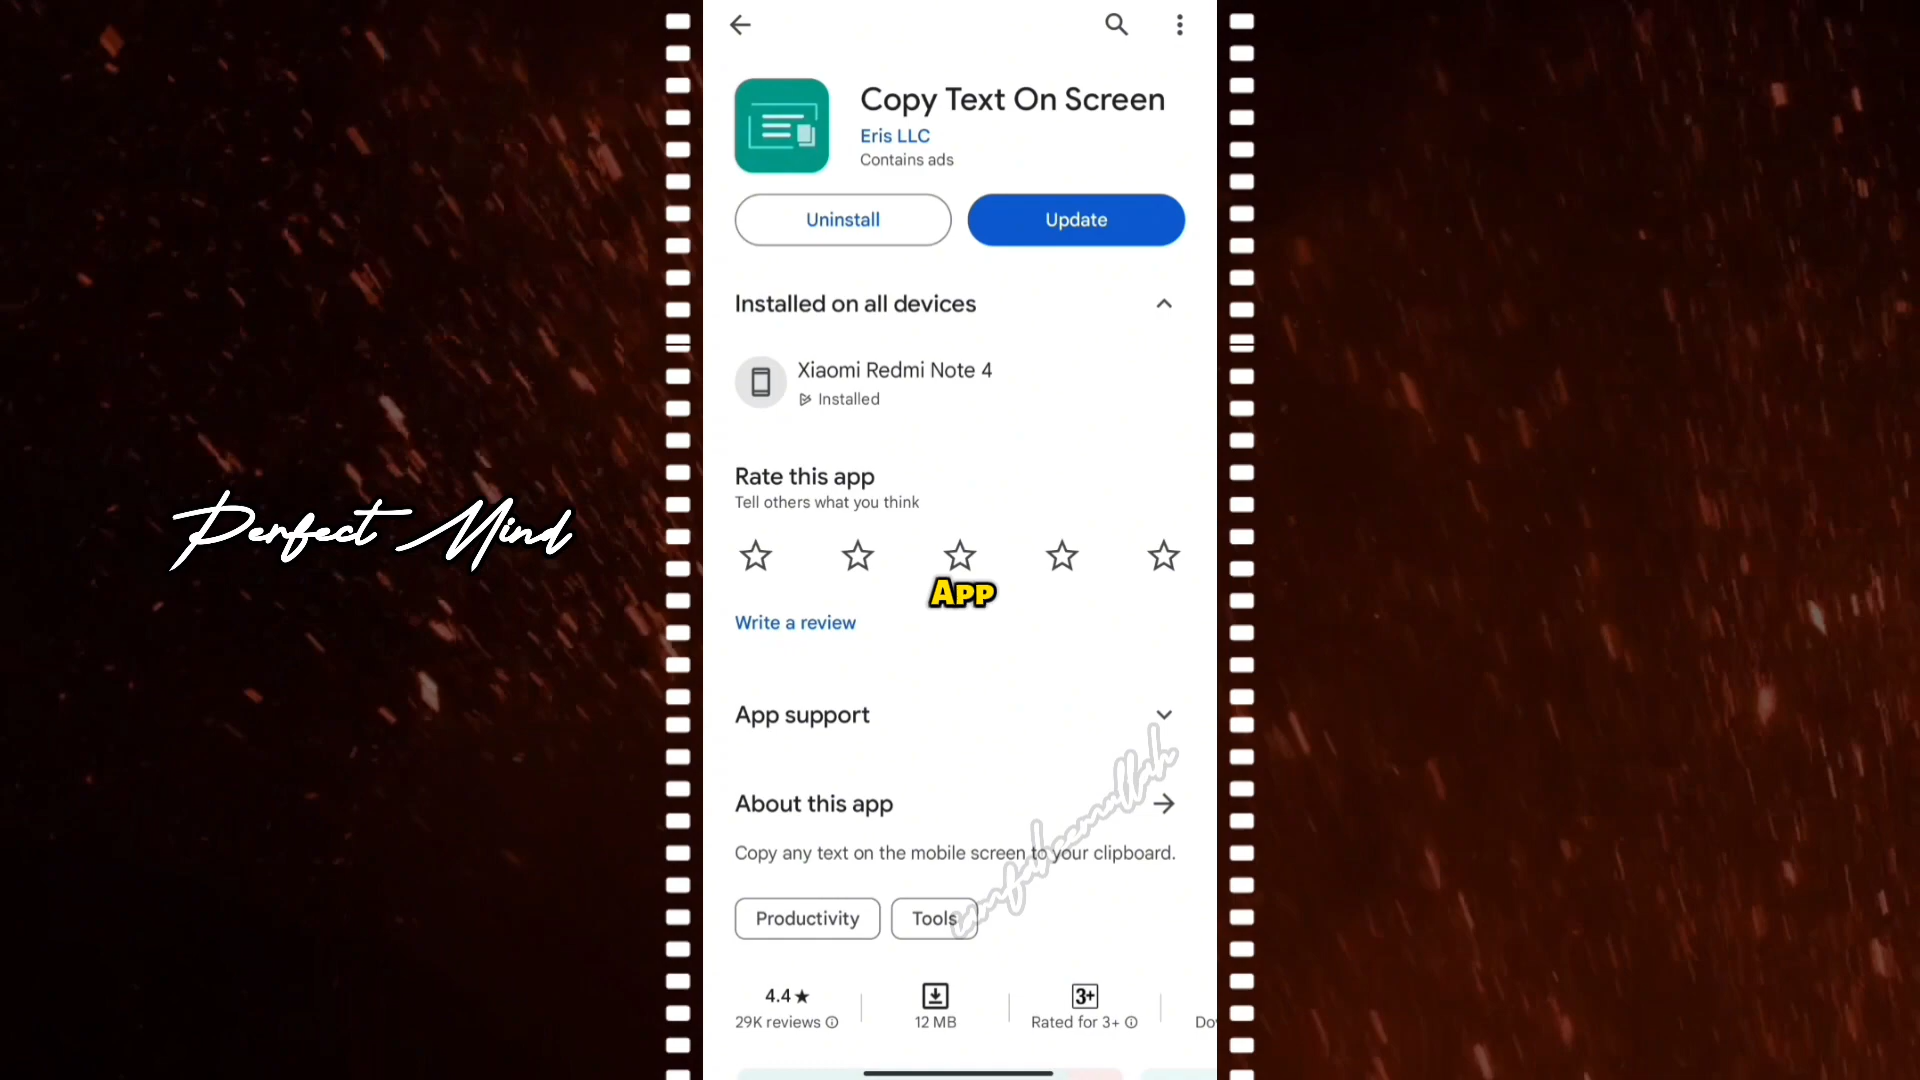 Copy Text On Screen
Eris LLC
Contains ads
Uninstall
Update
Installed on all devices
Xiaomi Redmi Note 4
Installed
Rate this app
Tell others what you think
Perfect Mind
APP
Write a review
App support
About this app
Copy any text on the mobile screen to your clipboard.
Productivity
Tools
4.4★
3+
29K reviews
12 MB
Rated for 3+
Do